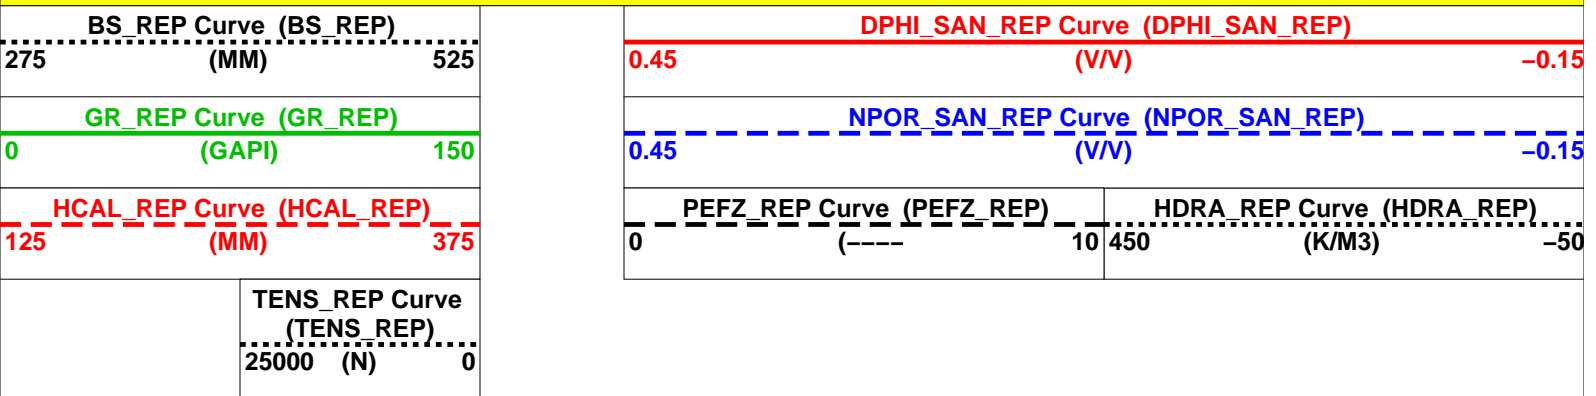 BS_REP Curve (BS_REP)
275 (MM) 525
GR_REP Curve (GR_REP)
0 (GAPI) 150
HCAL_REP Curve (HCAL_REP)
125 (MM) 375
TENS_REP Curve
(TENS_REP)
25000 (N) 0
DPHI_SAN_REP Curve (DPHI_SAN_REP)
0.45 (V/V) −0.15
NPOR_SAN_REP Curve (NPOR_SAN_REP)
0.45 (V/V) −0.15
PEFZ_REP Curve (PEFZ_REP)
0 (−−−− 10
HDRA_REP Curve (HDRA_REP)
450 (K/M3) −50